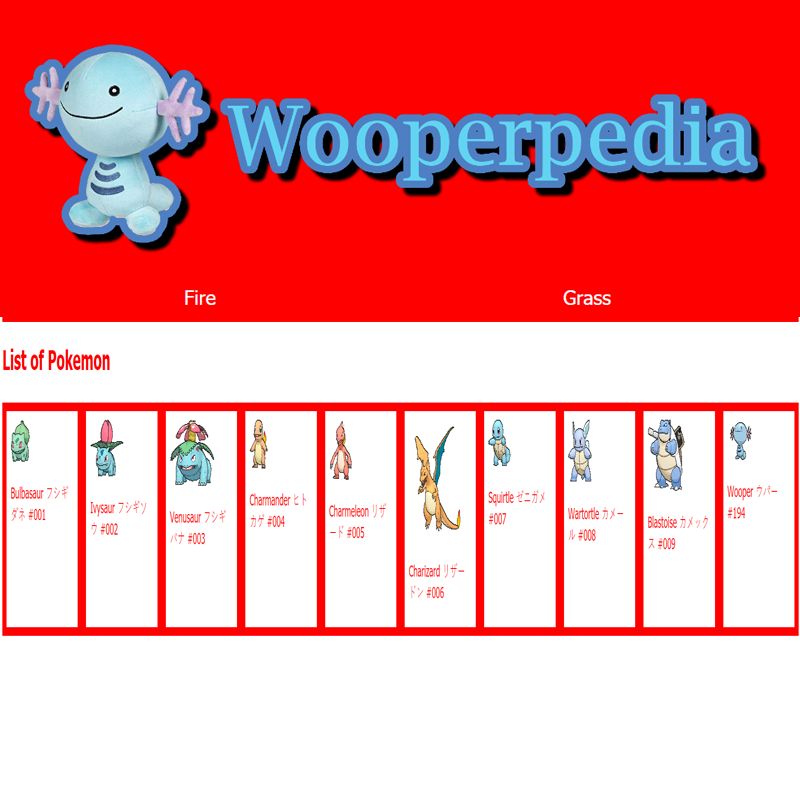 Wooperpedia
Fire
Grass
List of Pokemon
Bulbasaur フシギ
ダネ #001
Ivysaur フシギソ
ウ #002
Venusaur フシギ
バナ #003
Charmander ヒト
カゲ #004
Charmeleon リザ
ード #005
Charizard リザー
ドン #006
Squirtle ゼニガメ
#007
Wartortle カメー
ル #008
Blastoise カメック
ス #009
Wooper ウパー
#194